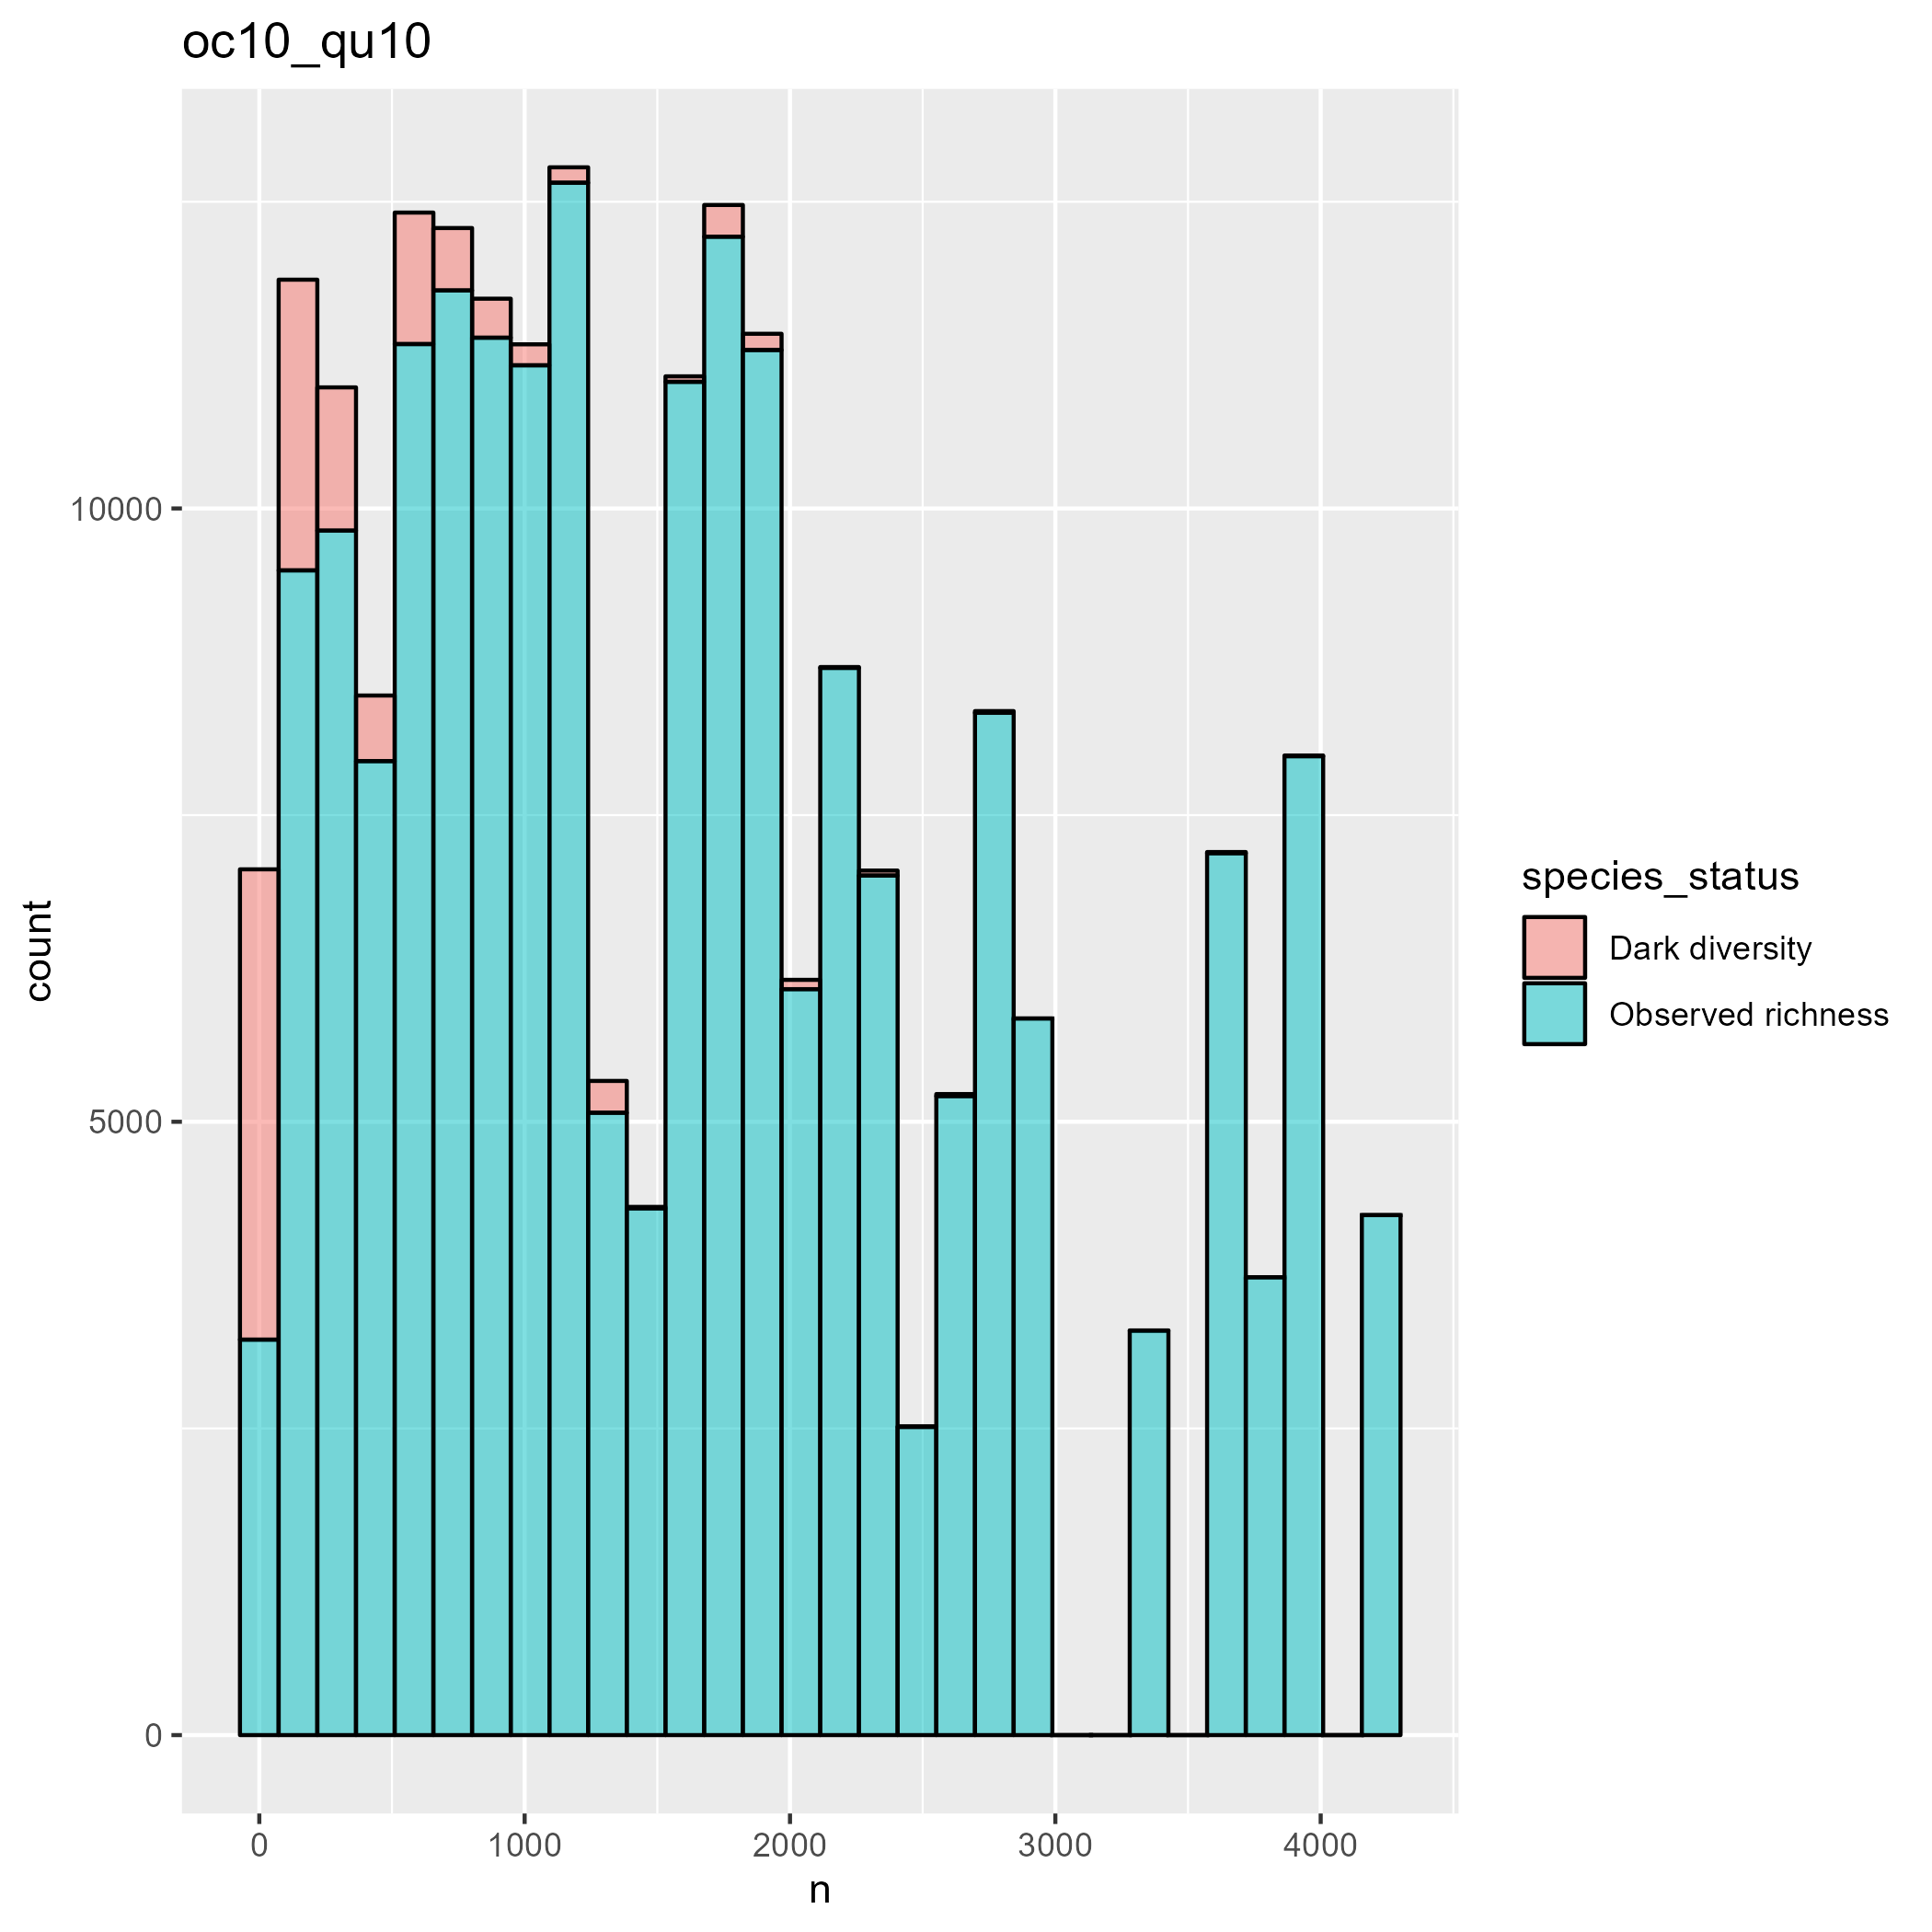 oc10_qu10
10000
5000
0
count
0 1000 2000 3000 4000
n
species_status
Dark diversity
Observed richness